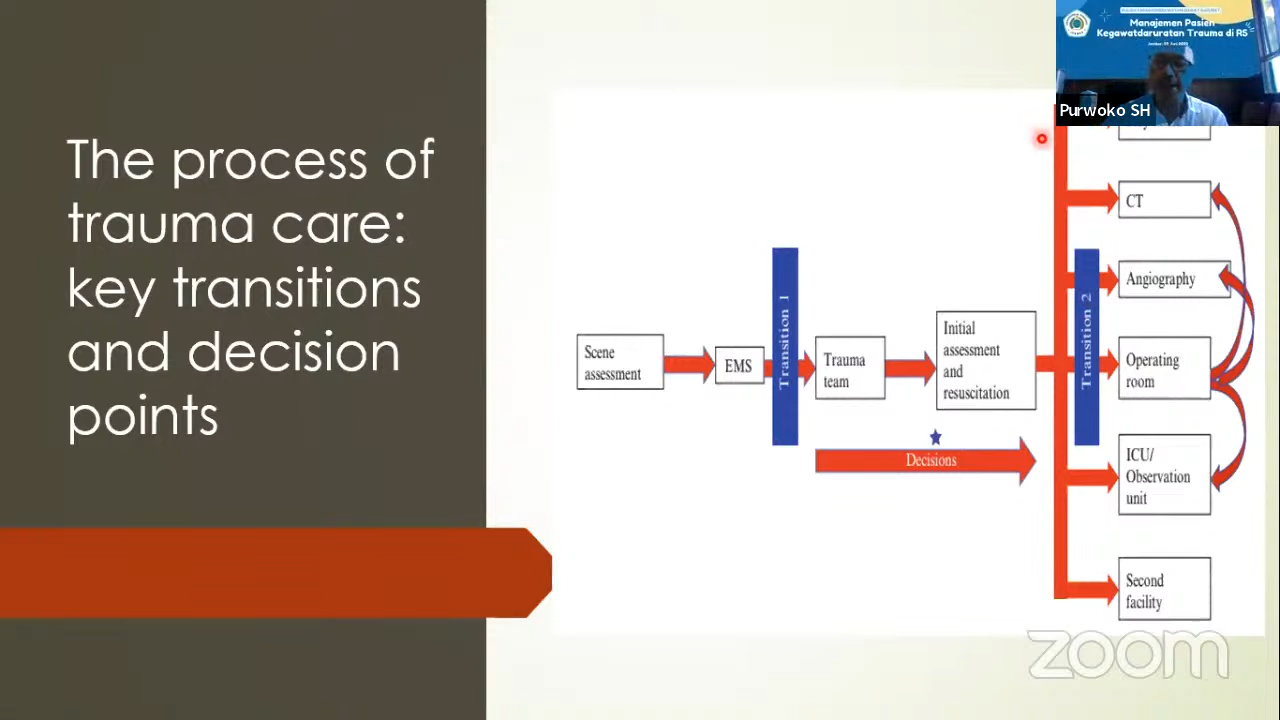 The process of
trauma care:
key transitions
and decision
points
Manajemen Pasien
Kegawatdaruratan Trauma di RS
Purwoko SH
CT
Angiography
Transition 1
Transition 2
Initial
assessment
and
resuscitation
Scene
assessment
EMS
Trauma
team
Operating
room
Decisions
ICU/
Observation
unit
Second
facility
zoom